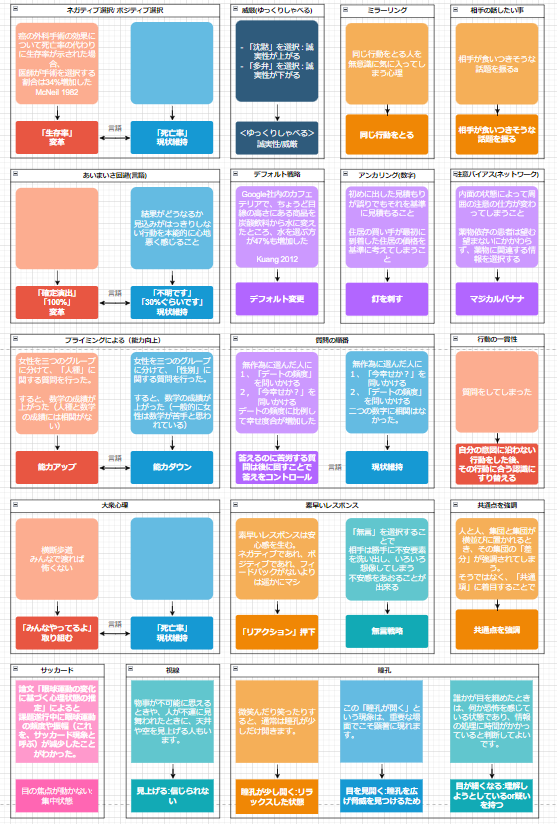 ネガティブ選択/ ポジティブ選択
癌の外科手術の効果に
ついて死亡率の代わり
に生存率が示された場
合、
医師が手術を選択する
割合は34%増加した
McNeil 1982
「生存率」
変革
言語
「死亡率」
現状維持
威厳(ゆっくりしゃべる)
- 「沈黙」を選択 : 誠
実性が上がる
- 「多弁」を選択 : 誠
実性が下がる
<ゆっくりしゃべる>
誠実性/威厳
ミラーリング
同じ行動をとる人を
無意識に気に入ってし
まう心理
同じ行動をとる
相手の話したい事
相手が食いつきそうな
話題を振るa
相手が食いつきそうな
話題を振る
あいまいさ回避(言語)
結果がどうなるか
見込みがはっきりしな
い行動を本能的に心地
悪く感じること
「確定演出」
「100%」
変革
言語
「不明です」
「30%ぐらいです」
現状維持
デフォルト戦略
Google社内のカフェ
テリアで、ちょうど目
線の高さにある商品を
炭酸飲料から水に変え
たところ、水を選ぶ方
が47%も増加した
Kuang 2012
デフォルト変更
アンカリング(数字)
初めに出した見積もり
が誤りでもそれを基準
に見積もること
住居の買い手が最初に
到着した住居の価格を
基準に考えてしまうこ
と
釘を刺す
注意バイアス(ネットワーク)
内面の状態によって周
囲の注意の仕方が変
わってしまうこと
薬物依存の患者は望む
望まないにかかわら
ず、薬物に関連する情
報を選択する
マジカルバナナ
プライミングによる（能力向上）
女性を三つのグループ
に分けて、「人種」に
関する質問を行った。
すると、数学の成績が
上がった（人種と数学
の成績には相関がな
い）
能力アップ
言語
女性を三つのグループ
に分けて、「性別」に関
する質問を行った。
すると、数学の成績が
上がった（一般的に女
性は数学が苦手と思わ
れている）
能力ダウン
質問の順番
無作為に選んだ人に
1、「デートの頻度」
を問いかける
2、「今幸せか？」を
問いかける
デートの頻度に比例し
て幸せ度合が増加した
答えるのに苦労する質
問は後に回すことで
答えをコントロール
言語
無作為に選んだ人に
1、「今幸せか？」を
問いかける
2、「デートの頻度」
を問いかける
二つの数字に相関はな
かった。
現状維持
行動の一貫性
質問をしてしまった
自分の意図に沿わない
行動をした後、
その行動に合う認識に
すり替える
大衆心理
横断歩道
みんなで渡れば
怖くない
「みんなやってるよ」
取り組む
言語
「死亡率」
現状維持
素早いレスポンス
素早いレスポンスは安
心感を生む。
ネガティブであれ、ポ
ジティブであれ、フィ
ードバックがないより
は遥かにマシ
「リアクション」押下
「無言」を選択するこ
とで
相手は勝手に不安要素
を洗い出し、いろいろ
想像してしまう
不安感をあおることが
出来る
無言戦略
共通点を強調
人と人、集団と集団が
横並びに置かれると
き、その集団の「差
分」が強調されてしま
う。
そうではなく、「共通
項」に着目することで
共通点を強調
サッカード
論文「眼球運動の変化
に基づく心理状態の推
定」によると
課題遂行中に眼球運動
の頻度や振幅（これ
を、サッカード現象と
呼ぶ）が減少したこと
がわかった。
目の焦点が動かない:
集中状態
視線
物事が不可能に思える
ときや、人が不運に見
舞われたときに、天井
や空を見上げる人もい
ます。
見上げる:信じられな
い
瞳孔
微笑んだり笑ったりす
ると、通常は瞳孔が少
しだけ開きます。
瞳孔が少し開く:リラ
ックスした状態
この「瞳孔が開く」と
いう現象は、重要な場
面でこそ顕著に現れま
す。
目を見開く:瞳孔を広
げ脅威を見つけるため
誰かが目を細めたとき
は、何か恐怖を感じて
いる状態であり、情報
の処理に時間がかかっ
ていると判断してよい
です。
目が細くなる:理解し
ようとしているor疑い
を持つ